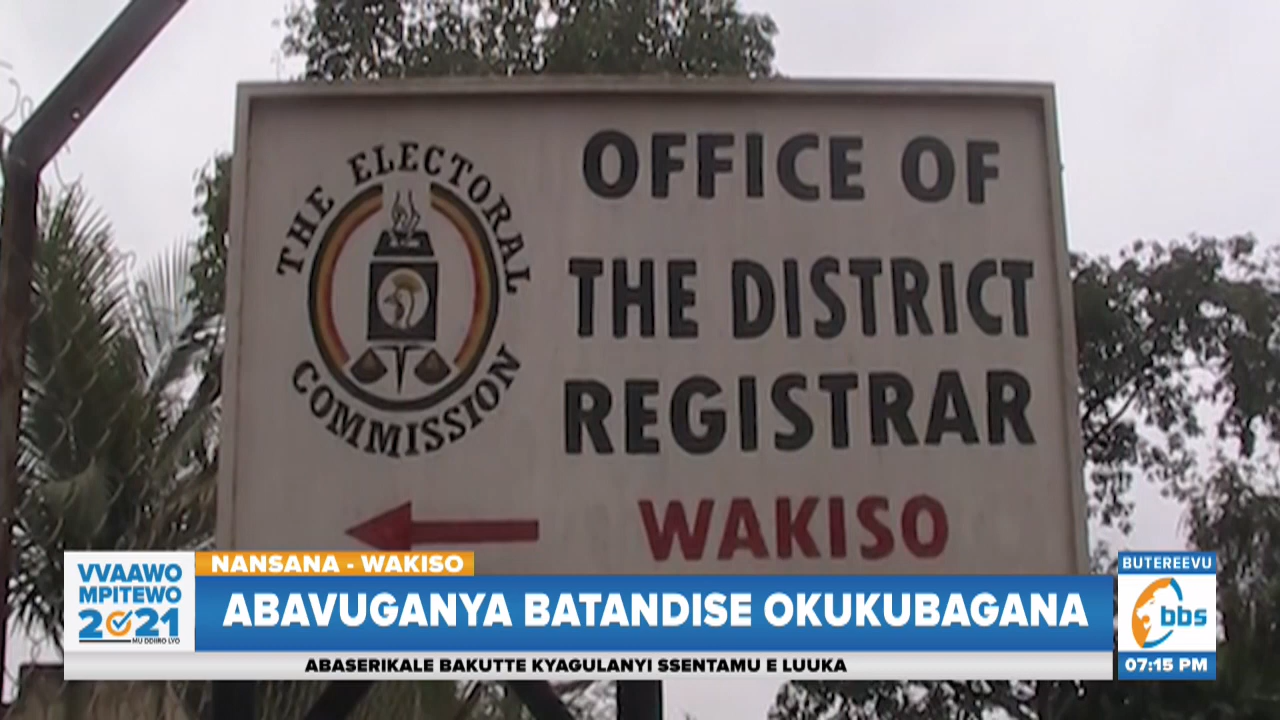 THE ELECTORAL
COMMISSION
OFFICE OF
THE DISTRICT
REGISTRAR
WAKISO
VVAAWO
MPITEWO
2021
MU DDIIRO LYO
NANSANA - WAKISO
ABAVUGANYA BATANDISE OKUKUBAGANA
ABASERIKALE BAKUTTE KYAGULANYI SSENTAMU E LUUKA
BUTEREEVU
bbs
07:15 PM